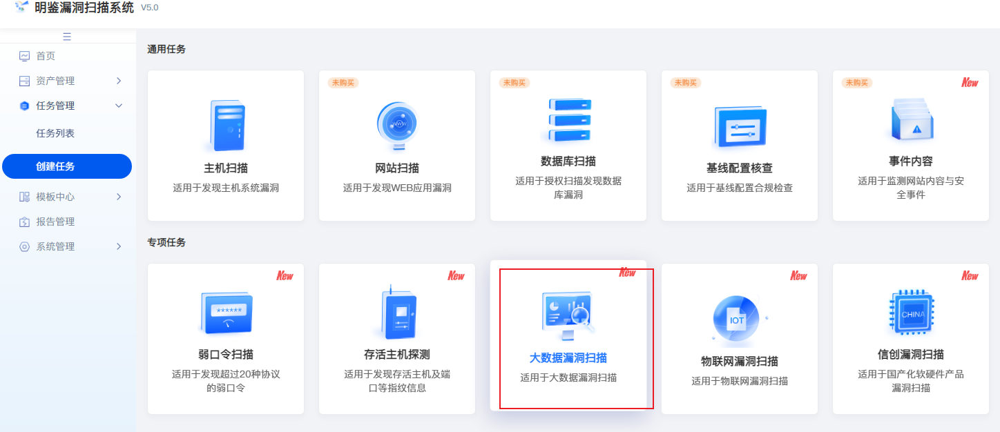 明鉴漏洞扫描系统 V5.0
首页
资产管理
任务管理
任务列表
创建任务
模板中心
报告管理
系统管理
通用任务
主机扫描
适用于发现主机系统漏洞
未购买
WWW
网站扫描
适用于发现WEB应用漏洞
未购买
数据库扫描
适用于授权扫描发现数据
库漏洞
未购买
基线配置核查
适用于基线配置合规检查
未购买
New
事件内容
适用于监测网站内容与安
全事件
专项任务
New
******
弱口令扫描
适用于发现超过20种协议
的弱口令
New
存活主机探测
适用于发现存活主机及端
口等指纹信息
New
大数据漏洞扫描
适用于大数据漏洞扫描
New
IOT
物联网漏洞扫描
适用于物联网漏洞扫描
New
CHINA
信创漏洞扫描
适用于国产化软硬件产品
漏洞扫描